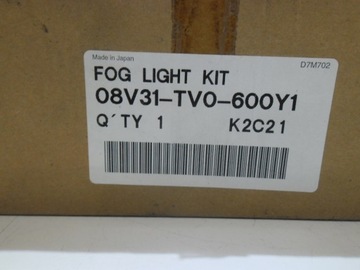 Made in Japan D7M702
FOG LIGHT KIT
08V31-TV0-600Y1
Q'TY 1 K2C21